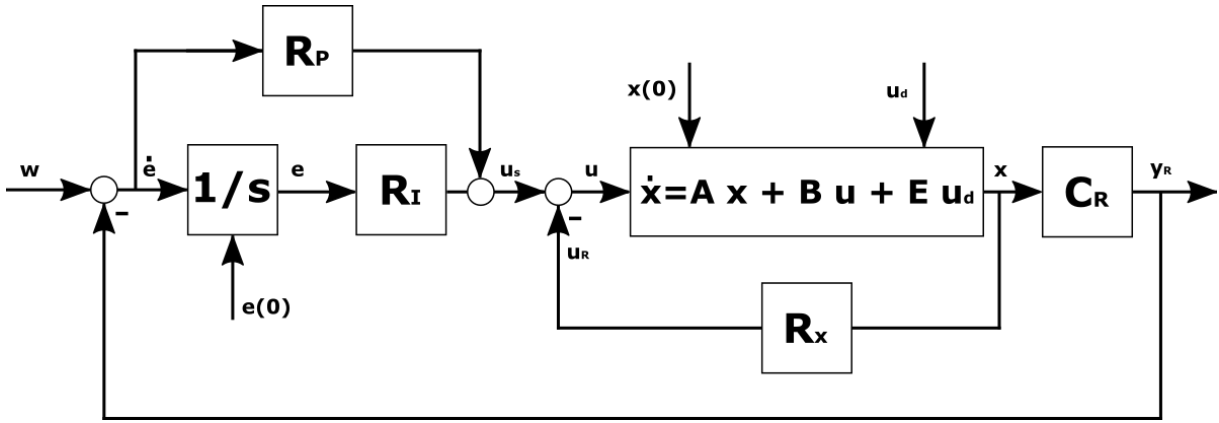 R_P
x(0)
u_d
w
ė
1/s
e
R_I
u_s
u
ẋ=A x + B u + E u_d
x
C_R
y_R
-
-
u_R
e(0)
R_x